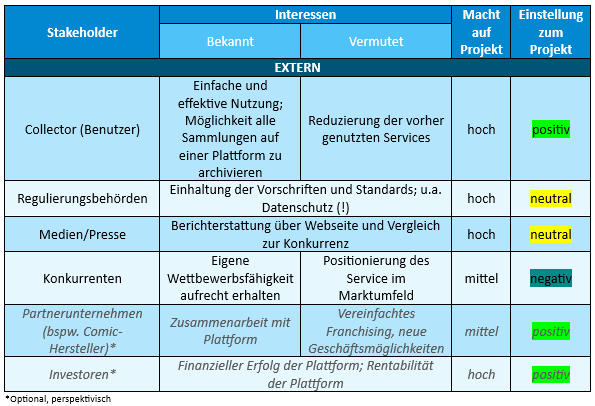 Stakeholder
Interessen
Macht
auf
Projekt
Einstellung
zum
Projekt
Bekannt
Vermutet
EXTERN
Collector (Benutzer)
Einfache und
effektive Nutzung;
Möglichkeit alle
Sammlungen auf
einer Plattform zu
archivieren
Reduzierung der vorher
genutzten Services
hoch
positiv
Regulierungsbehörden
Einhaltung der Vorschriften und Standards; u.a.
Datenschutz (!)
hoch
neutral
Medien/Presse
Berichterstattung über Webseite und Vergleich
zur Konkurrenz
hoch
neutral
Konkurrenten
Eigene
Wettbewerbsfähigkeit
aufrecht erhalten
Positionierung des
Service im
Marktumfeld
mittel
negativ
Partnerunternehmen
(bspw. Comic-
Hersteller)*
Zusammenarbeit mit
Plattform
Vereinfachtes
Franchising, neue
Geschäftsmöglichkeiten
mittel
positiv
Investoren*
Finanzieller Erfolg der Plattform; Rentabilität
der Plattform
hoch
positiv
*Optional, perspektivisch